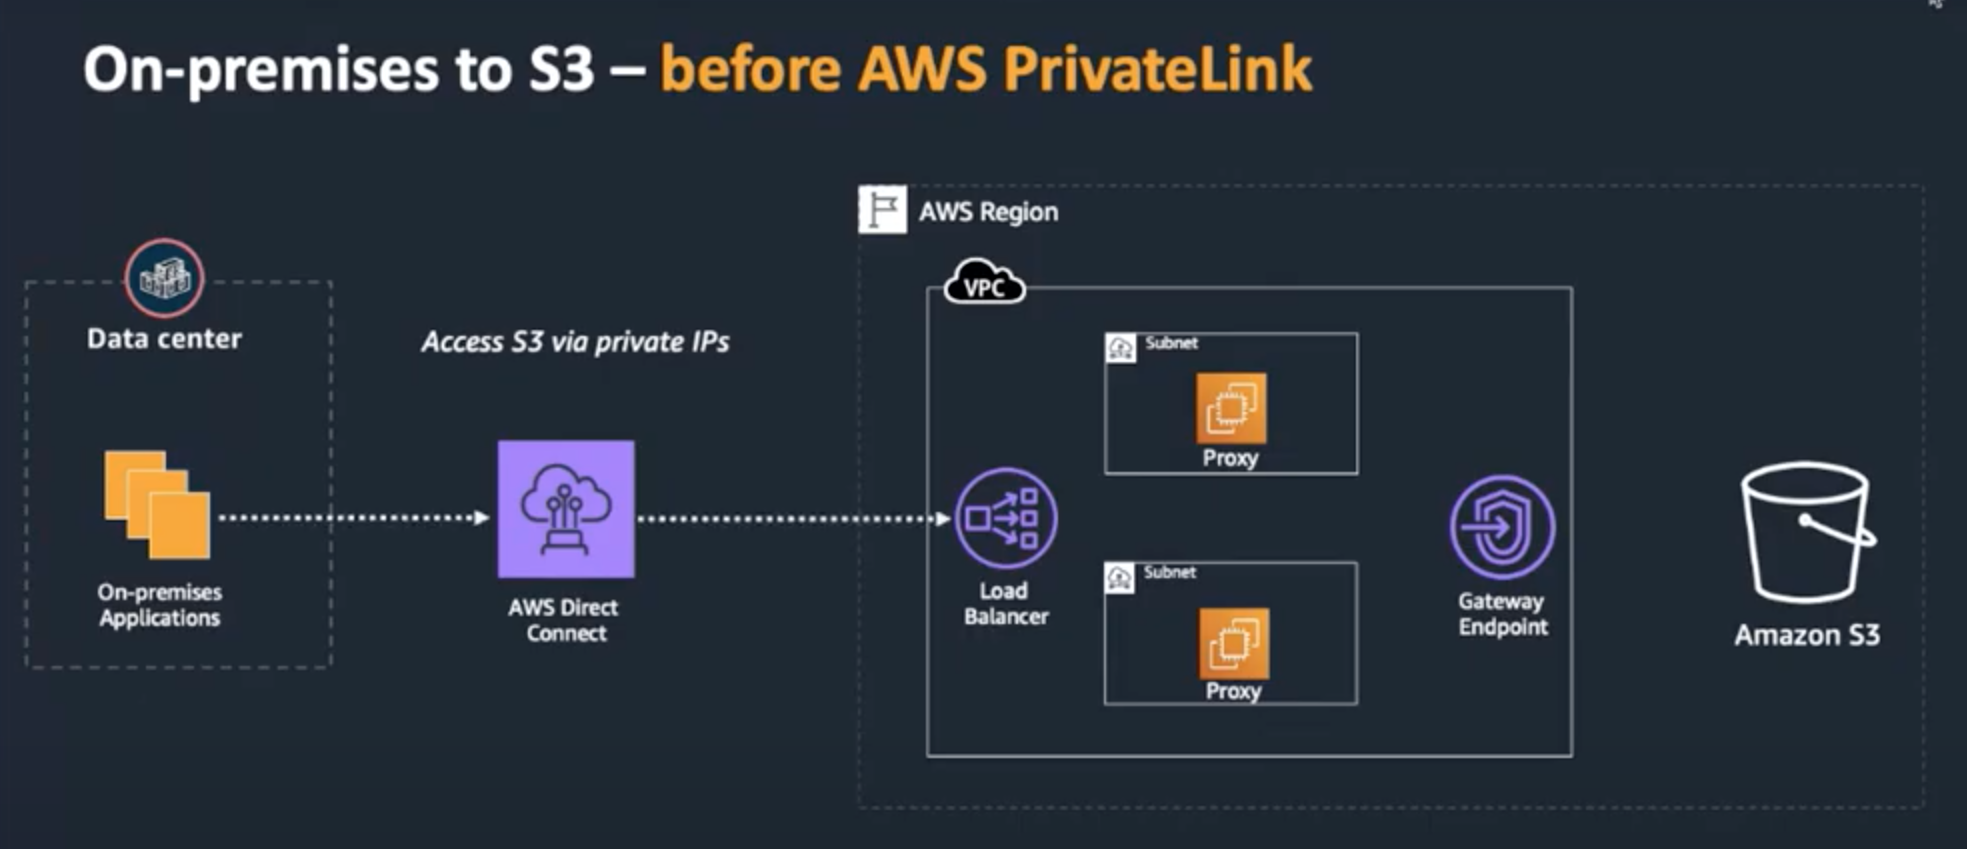 On-premises to S3 – before AWS PrivateLink
AWS Region
VPC
Data center
Access S3 via private IPs
Subnet
Proxy
On-premises
Applications
AWS Direct
Connect
Load
Balancer
Subnet
Proxy
Gateway
Endpoint
Amazon S3